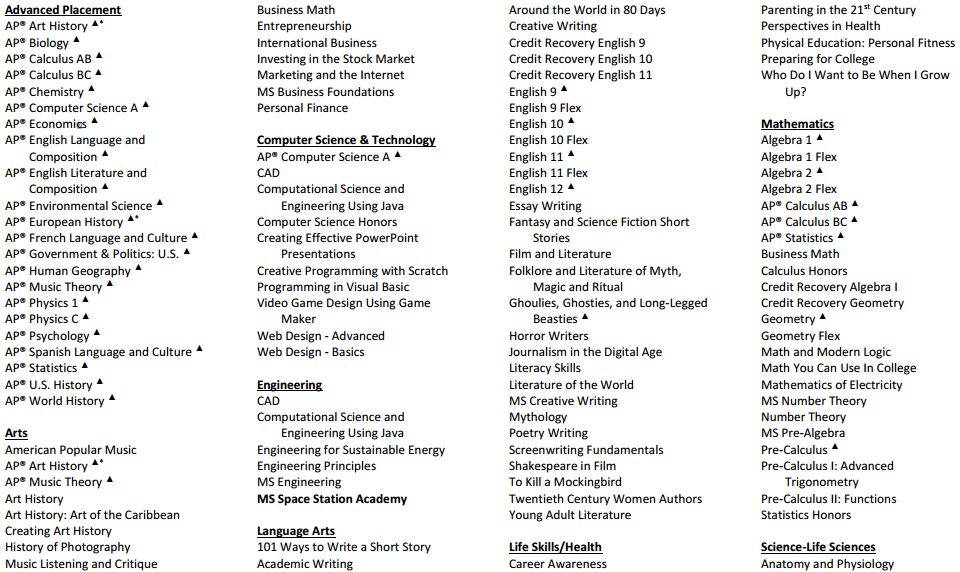 Advanced Placement
AP® Art History ▲*
AP® Biology ▲
AP® Calculus AB ▲
AP® Calculus BC ▲
AP® Chemistry ▲
AP® Computer Science A ▲
AP® Economics ▲
AP® English Language and
Composition ▲
AP® English Literature and
Composition ▲
AP® Environmental Science ▲
AP® European History ▲*
AP® French Language and Culture ▲
AP® Government & Politics: U.S. ▲
AP® Human Geography ▲
AP® Music Theory ▲
AP® Physics 1 ▲
AP® Physics C ▲
AP® Psychology ▲
AP® Spanish Language and Culture ▲
AP® Statistics ▲
AP® U.S. History ▲
AP® World History ▲
Arts
American Popular Music
AP® Art History ▲*
AP® Music Theory ▲
Art History
Art History: Art of the Caribbean
Creating Art History
History of Photography
Music Listening and Critique
Business Math
Entrepreneurship
International Business
Investing in the Stock Market
Marketing and the Internet
MS Business Foundations
Personal Finance
Computer Science & Technology
AP® Computer Science A ▲
CAD
Computational Science and
Engineering Using Java
Computer Science Honors
Creating Effective PowerPoint
Presentations
Creative Programming with Scratch
Programming in Visual Basic
Video Game Design Using Game
Maker
Web Design - Advanced
Web Design - Basics
Engineering
CAD
Computational Science and
Engineering Using Java
Engineering for Sustainable Energy
Engineering Principles
MS Engineering
MS Space Station Academy
Language Arts
101 Ways to Write a Short Story
Academic Writing
Around the World in 80 Days
Creative Writing
Credit Recovery English 9
Credit Recovery English 10
Credit Recovery English 11
English 9 ▲
English 9 Flex
English 10 ▲
English 10 Flex
English 11 ▲
English 11 Flex
English 12 ▲
Essay Writing
Fantasy and Science Fiction Short
Stories
Film and Literature
Folklore and Literature of Myth,
Magic and Ritual
Ghoulies, Ghosties, and Long-Legged
Beasties ▲
Horror Writers
Journalism in the Digital Age
Literacy Skills
Literature of the World
MS Creative Writing
Mythology
Poetry Writing
Screenwriting Fundamentals
Shakespeare in Film
To Kill a Mockingbird
Twentieth Century Women Authors
Young Adult Literature
Life Skills/Health
Career Awareness
Parenting in the 21st Century
Perspectives in Health
Physical Education: Personal Fitness
Preparing for College
Who Do I Want to Be When I Grow
Up?
Mathematics
Algebra 1 ▲
Algebra 1 Flex
Algebra 2 ▲
Algebra 2 Flex
AP® Calculus AB ▲
AP® Calculus BC ▲
AP® Statistics ▲
Business Math
Calculus Honors
Credit Recovery Algebra I
Credit Recovery Geometry
Geometry ▲
Geometry Flex
Math and Modern Logic
Math You Can Use In College
Mathematics of Electricity
MS Number Theory
Number Theory
MS Pre-Algebra
Pre-Calculus ▲
Pre-Calculus I: Advanced
Trigonometry
Pre-Calculus II: Functions
Statistics Honors
Science-Life Sciences
Anatomy and Physiology